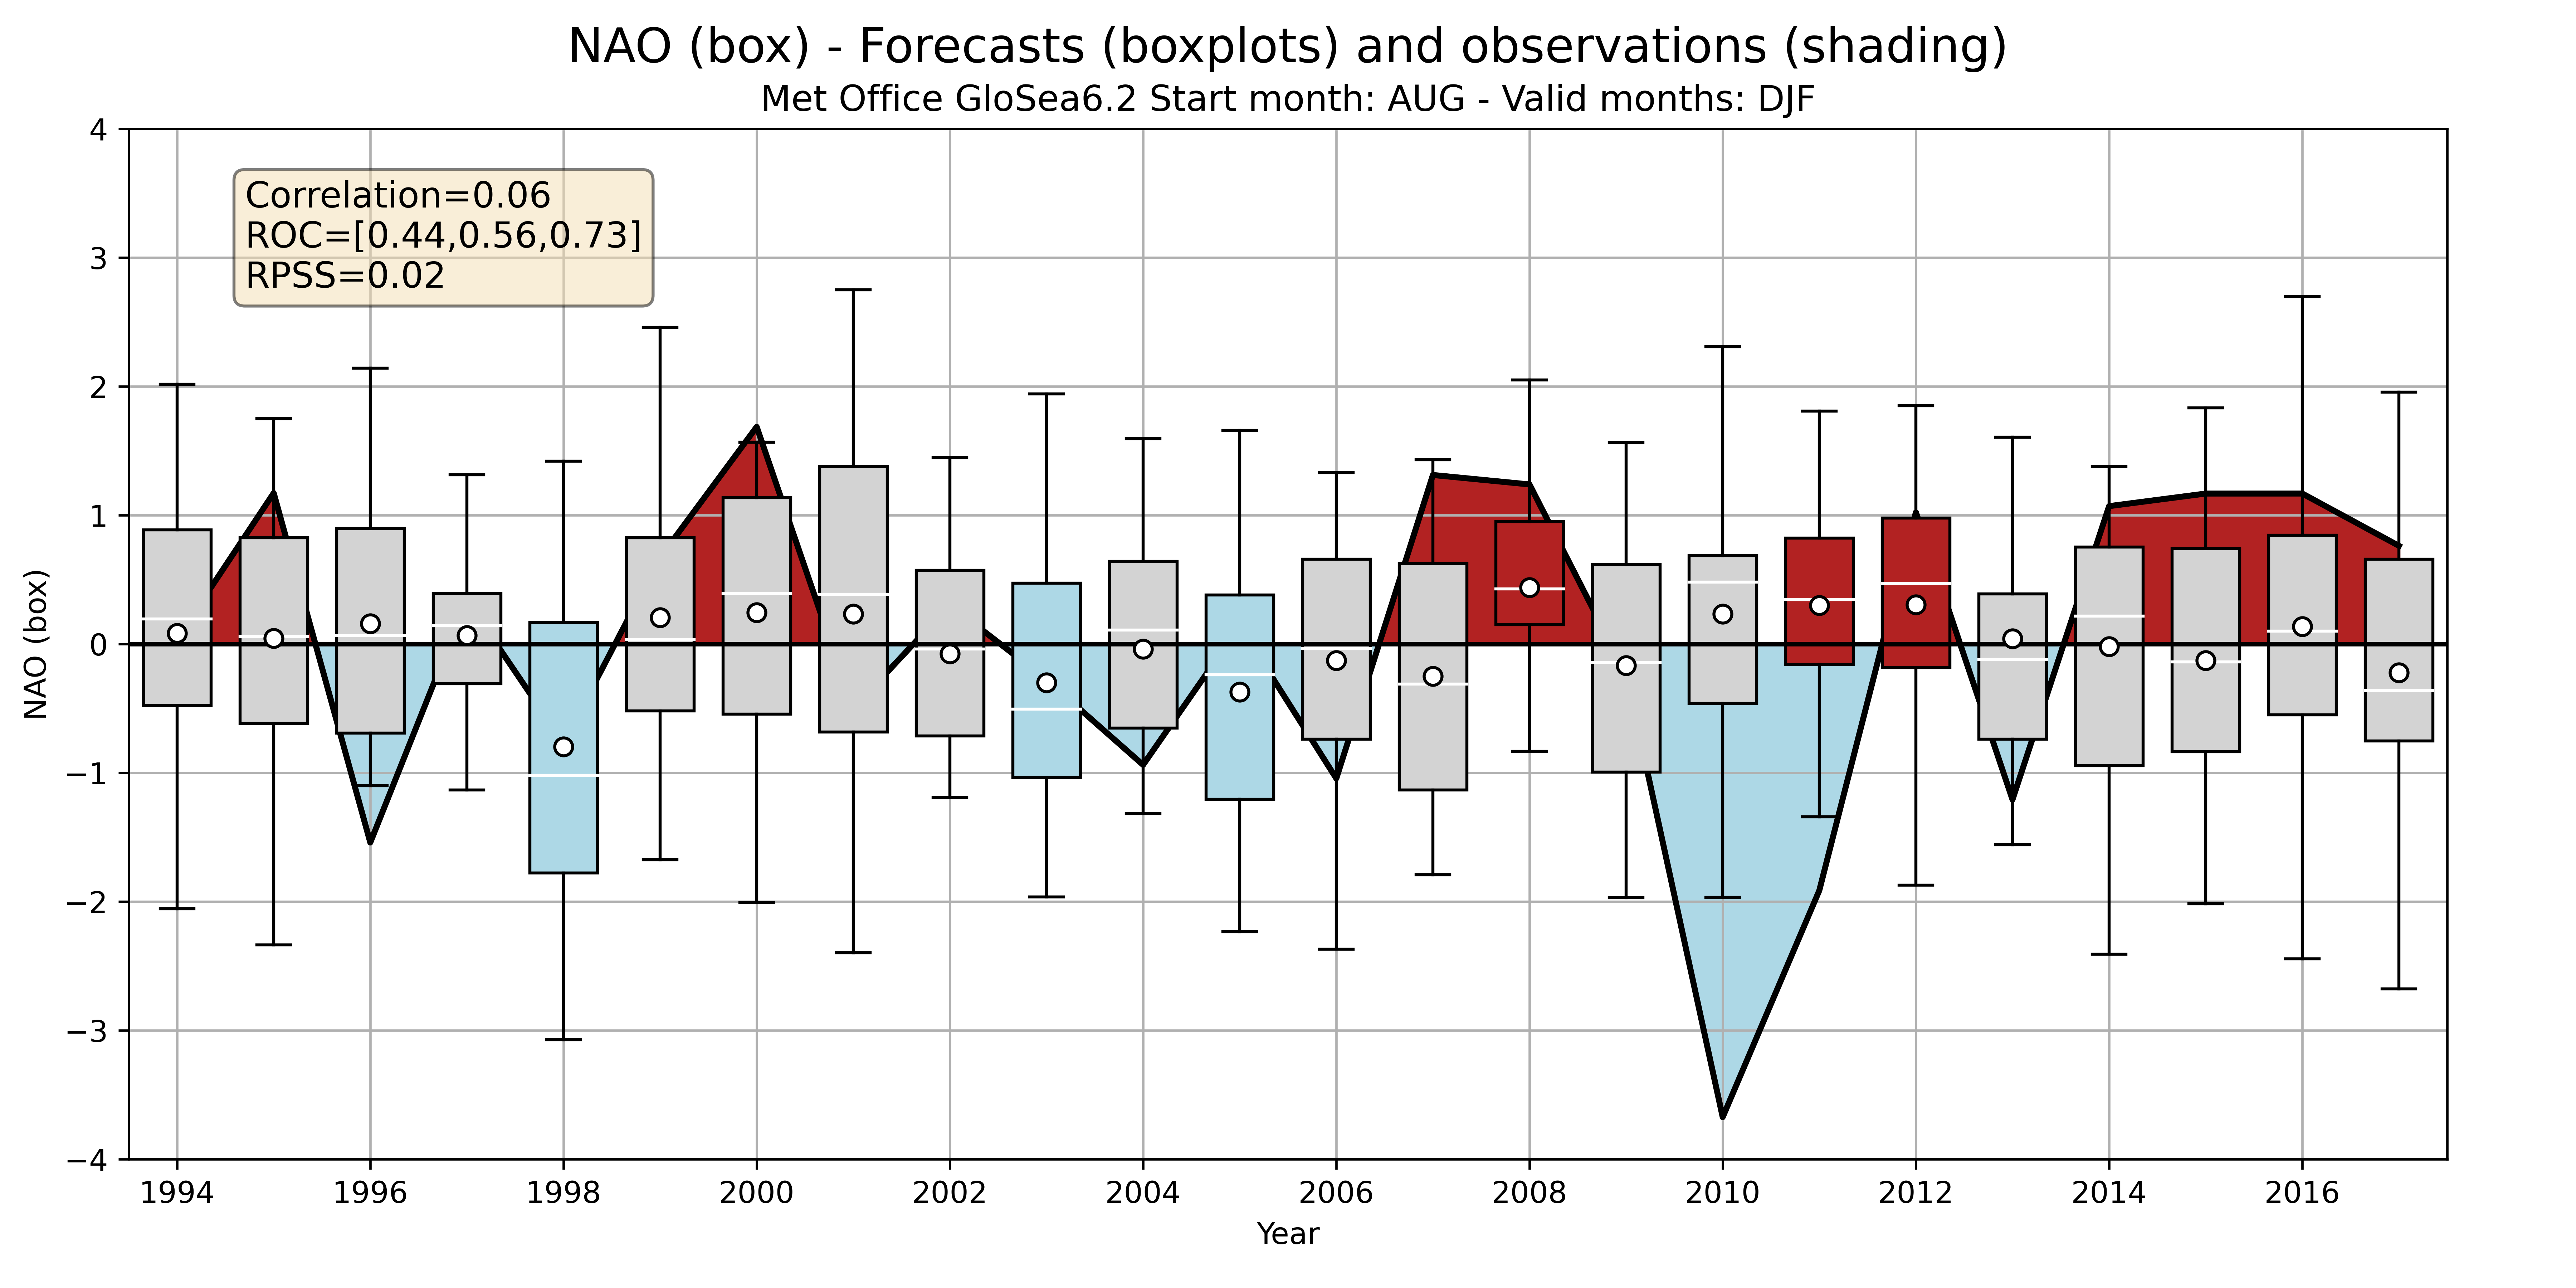 NAO (box) - Forecasts (boxplots) and observations (shading)
Met Office GloSea6.2 Start month: AUG - Valid months: DJF
Correlation=0.06
ROC=[0.44,0.56,0.73]
RPSS=0.02
NAO (box)
4
3
2
1
0
−1
−2
−3
−4
1994 1996 1998 2000 2002 2004 2006 2008 2010 2012 2014 2016
Year